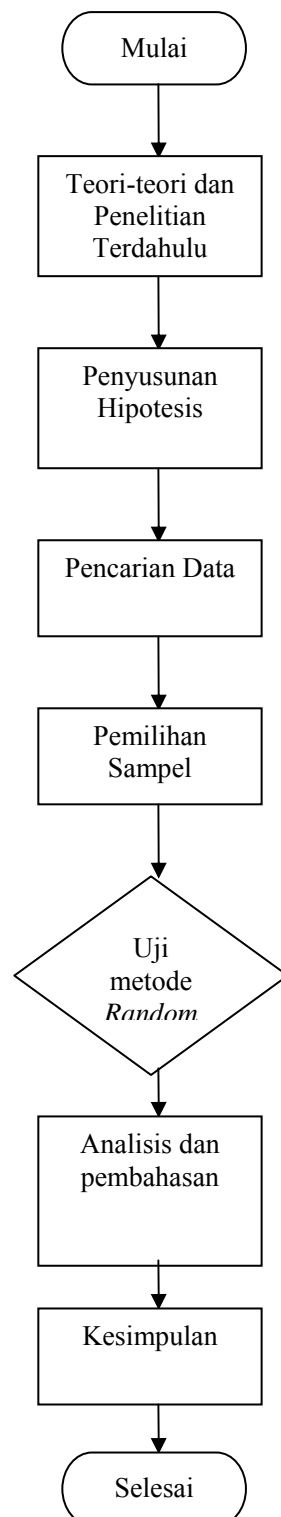 Mulai
Teori-teori dan
Penelitian
Terdahulu
Penyusunan
Hipotesis
Pencarian Data
Pemilihan
Sampel
Uji
metode
Random
Analisis dan
pembahasan
Kesimpulan
Selesai